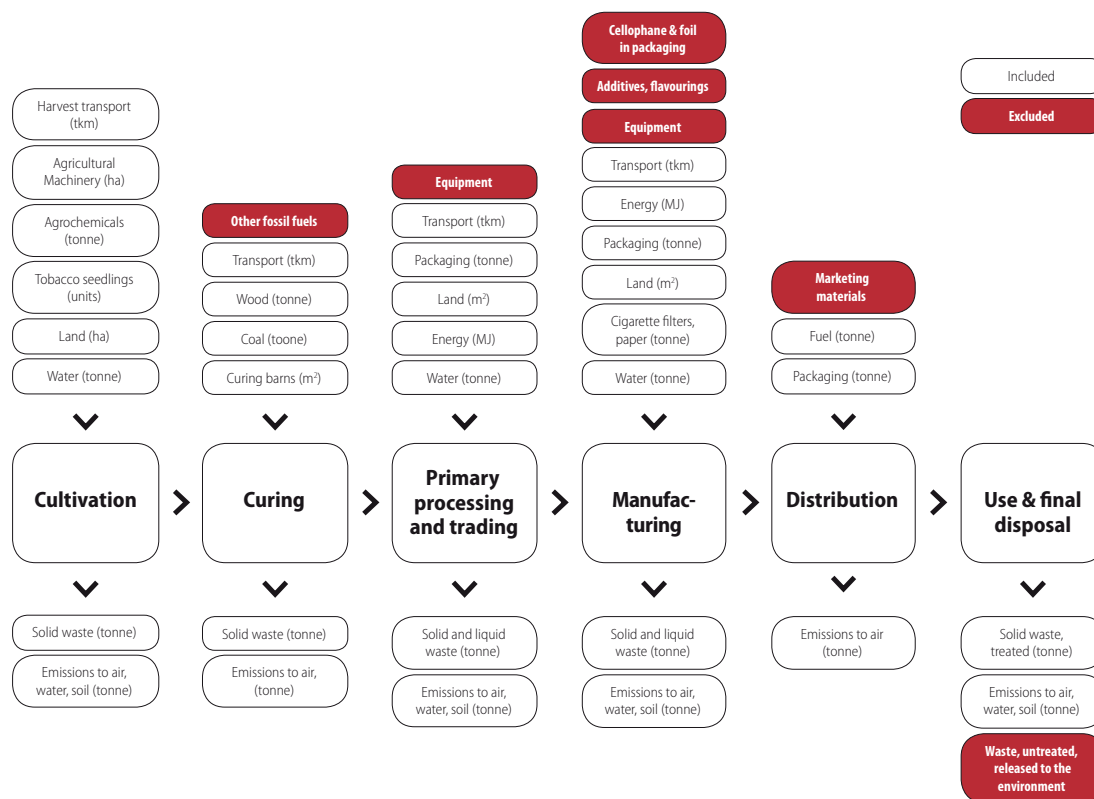 Harvest transport
(tkm)
Agricultural
Machinery (ha)
Agrochemicals
(tonne)
Tobacco seedlings
(units)
Land (ha)
Water (tonne)
Cultivation
Solid waste (tonne)
Emissions to air,
water, soil (tonne)
Other fossil fuels
Transport (tkm)
Wood (tonne)
Coal (toone)
Curing barns (m²)
Curing
Solid waste (tonne)
Emissions to air,
(tonne)
Equipment
Transport (tkm)
Packaging (tonne)
Land (m²)
Energy (MJ)
Water (tonne)
Primary
processing
and trading
Solid and liquid
waste (tonne)
Emissions to air,
water, soil (tonne)
Cellophane & foil
in packaging
Additives, flavourings
Equipment
Transport (tkm)
Energy (MJ)
Packaging (tonne)
Land (m²)
Cigarette filters,
paper (tonne)
Water (tonne)
Manufac-
turing
Solid and liquid
waste (tonne)
Emissions to air,
water, soil (tonne)
Marketing
materials
Fuel (tonne)
Packaging (tonne)
Distribution
Emissions to air
(tonne)
Included
Excluded
Use & final
disposal
Solid waste,
treated (tonne)
Emissions to air,
water, soil (tonne)
Waste, untreated,
released to the
environment